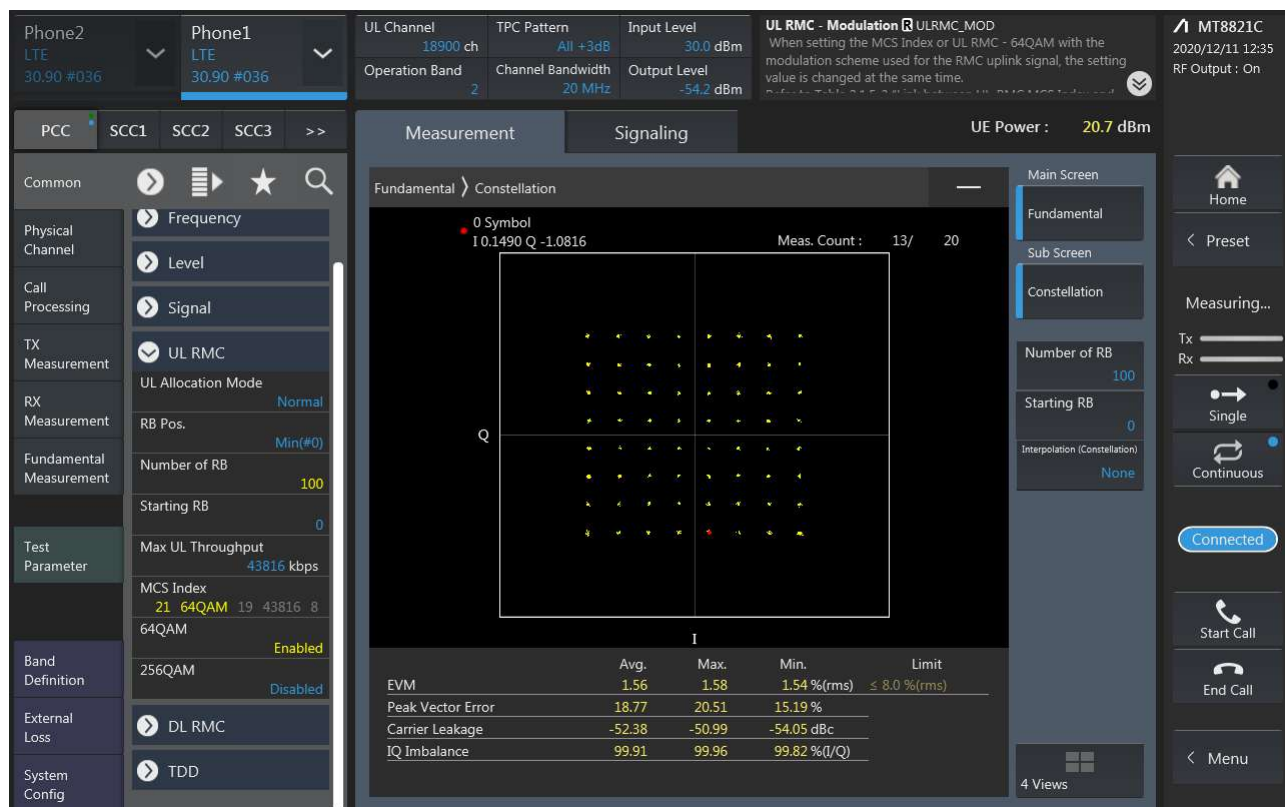 Phone2
LTE
30.90 #036
Phone1
LTE
30.90 #036
UL Channel
18900 ch
Operation Band
2
TPC Pattern
All +3dB
Channel Bandwidth
20 MHz
Input Level
30.0 dBm
Output Level
-54.2 dBm
UL RMC - Modulation R ULRMC_MOD
When setting the MCS Index or UL RMC - 64QAM with the
modulation scheme used for the RMC uplink signal, the setting
value is changed at the same time.
MT8821C
2020/12/11 12:35
RF Output : On
PCC SCC1 SCC2 SCC3 >>
Measurement
Signaling
UE Power : 20.7 dBm
Common
Physical
Channel
Call
Processing
TX
Measurement
RX
Measurement
Fundamental
Measurement
Test
Parameter
Band
Definition
External
Loss
System
Config
Frequency
Level
Signal
UL RMC
UL Allocation Mode
Normal
RB Pos.
Min(#0)
Number of RB
100
Starting RB
0
Max UL Throughput
43816 kbps
MCS Index
21 64QAM 19 43816 8
64QAM
Enabled
256QAM
Disabled
DL RMC
TDD
Fundamental 〉 Constellation
0 Symbol
I 0.1490 Q -1.0816
Meas. Count : 13/ 20
Q
I
Avg. Max. Min. Limit
EVM 1.56 1.58 1.54 %(rms) ≤ 8.0 %(rms)
Peak Vector Error 18.77 20.51 15.19 %
Carrier Leakage -52.38 -50.99 -54.05 dBc
IQ Imbalance 99.91 99.96 99.82 %(I/Q)
Main Screen
Fundamental
Sub Screen
Constellation
Number of RB
100
Starting RB
0
Interpolation (Constellation)
None
4 Views
Home
< Preset
Measuring...
Tx
Rx
Single
Continuous
Connected
Start Call
End Call
< Menu